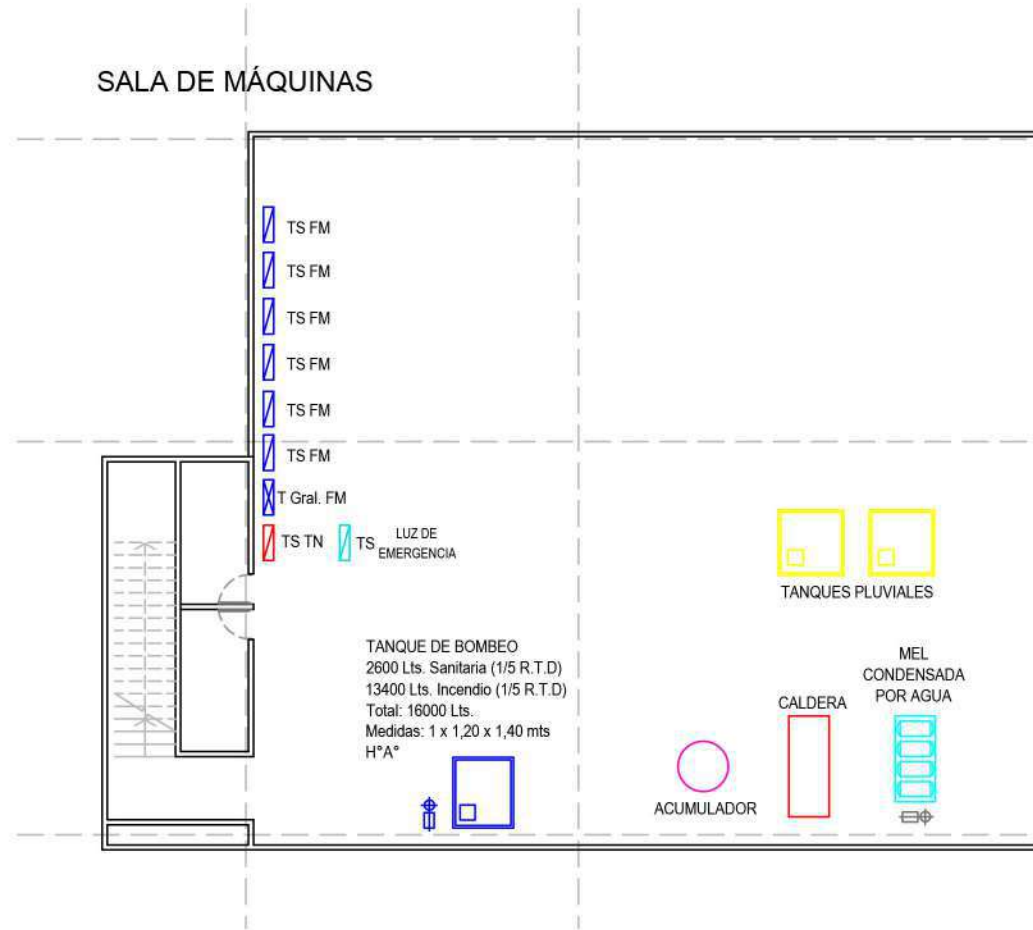 SALA DE MÁQUINAS
TS FM
TS FM
TS FM
TS FM
TS FM
TS FM
T Gral. FM
TS TN
TS
LUZ DE
EMERGENCIA
TANQUES PLUVIALES
TANQUE DE BOMBEO
2600 Lts. Sanitaria (1/5 R.T.D)
13400 Lts. Incendio (1/5 R.T.D)
Total: 16000 Lts.
Medidas: 1 x 1,20 x 1,40 mts
H°A°
ACUMULADOR
CALDERA
MEL
CONDENSADA
POR AGUA